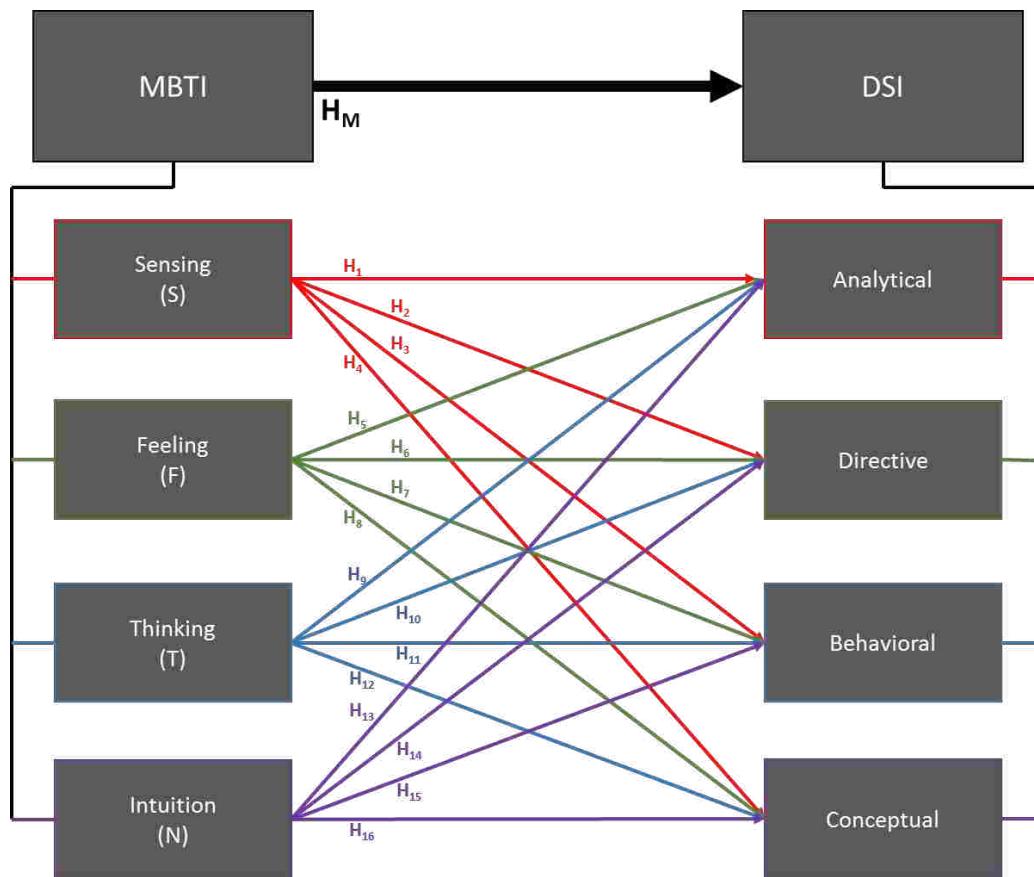 MBTI
DSI
H_M
Sensing
(S)
Analytical
H₁
H₂
H₃
H₄
Feeling
(F)
Directive
H₅
H₆
H₇
H₈
Thinking
(T)
Behavioral
H₉
H₁₀
H₁₁
H₁₂
Intuition
(N)
Conceptual
H₁₃
H₁₄
H₁₅
H₁₆